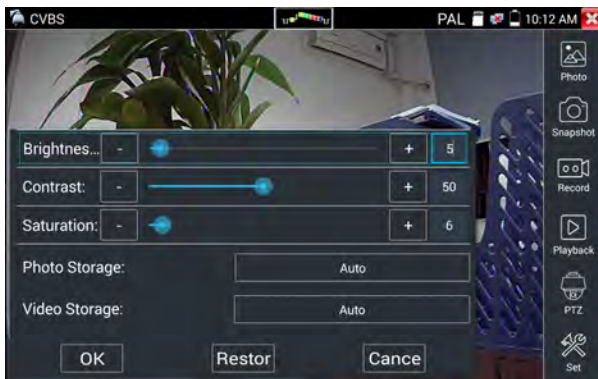 CVBS PAL 10:12 AM
Photo
Snapshot
Brightnes... - + 5
Contrast: - + 50
Record
Saturation: - + 6
Playback
Photo Storage: Auto
PTZ
Video Storage: Auto
OK Restor Cance
Set